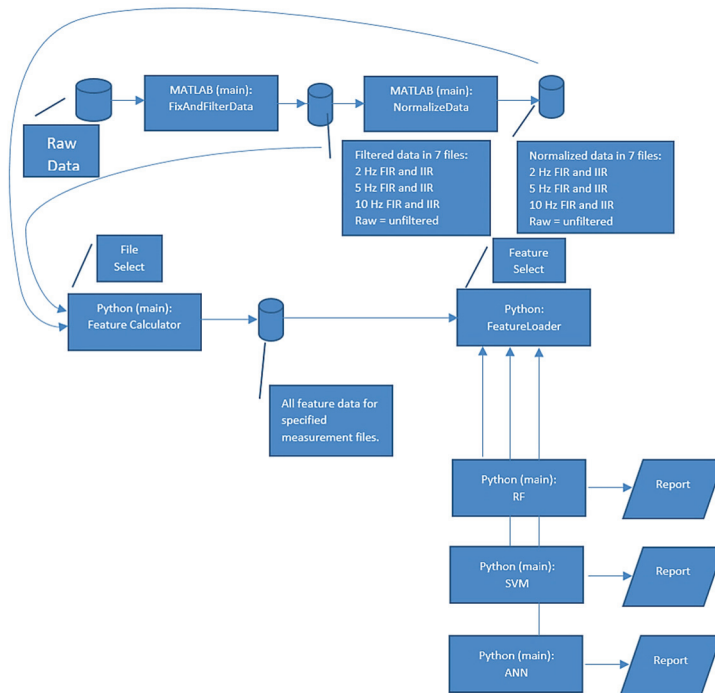 MATLAB (main):
FixAndFilterData
MATLAB (main):
NormalizeData
Raw
Data
Filtered data in 7 files:
2 Hz FIR and IIR
5 Hz FIR and IIR
10 Hz FIR and IIR
Raw = unfiltered
Normalized data in 7 files:
2 Hz FIR and IIR
5 Hz FIR and IIR
10 Hz FIR and IIR
Raw = unfiltered
File
Select
Feature
Select
Python (main):
Feature Calculator
Python:
FeatureLoader
All feature data for
specified
measurement files.
Python (main):
RF
Report
Python (main):
SVM
Report
Python (main):
ANN
Report